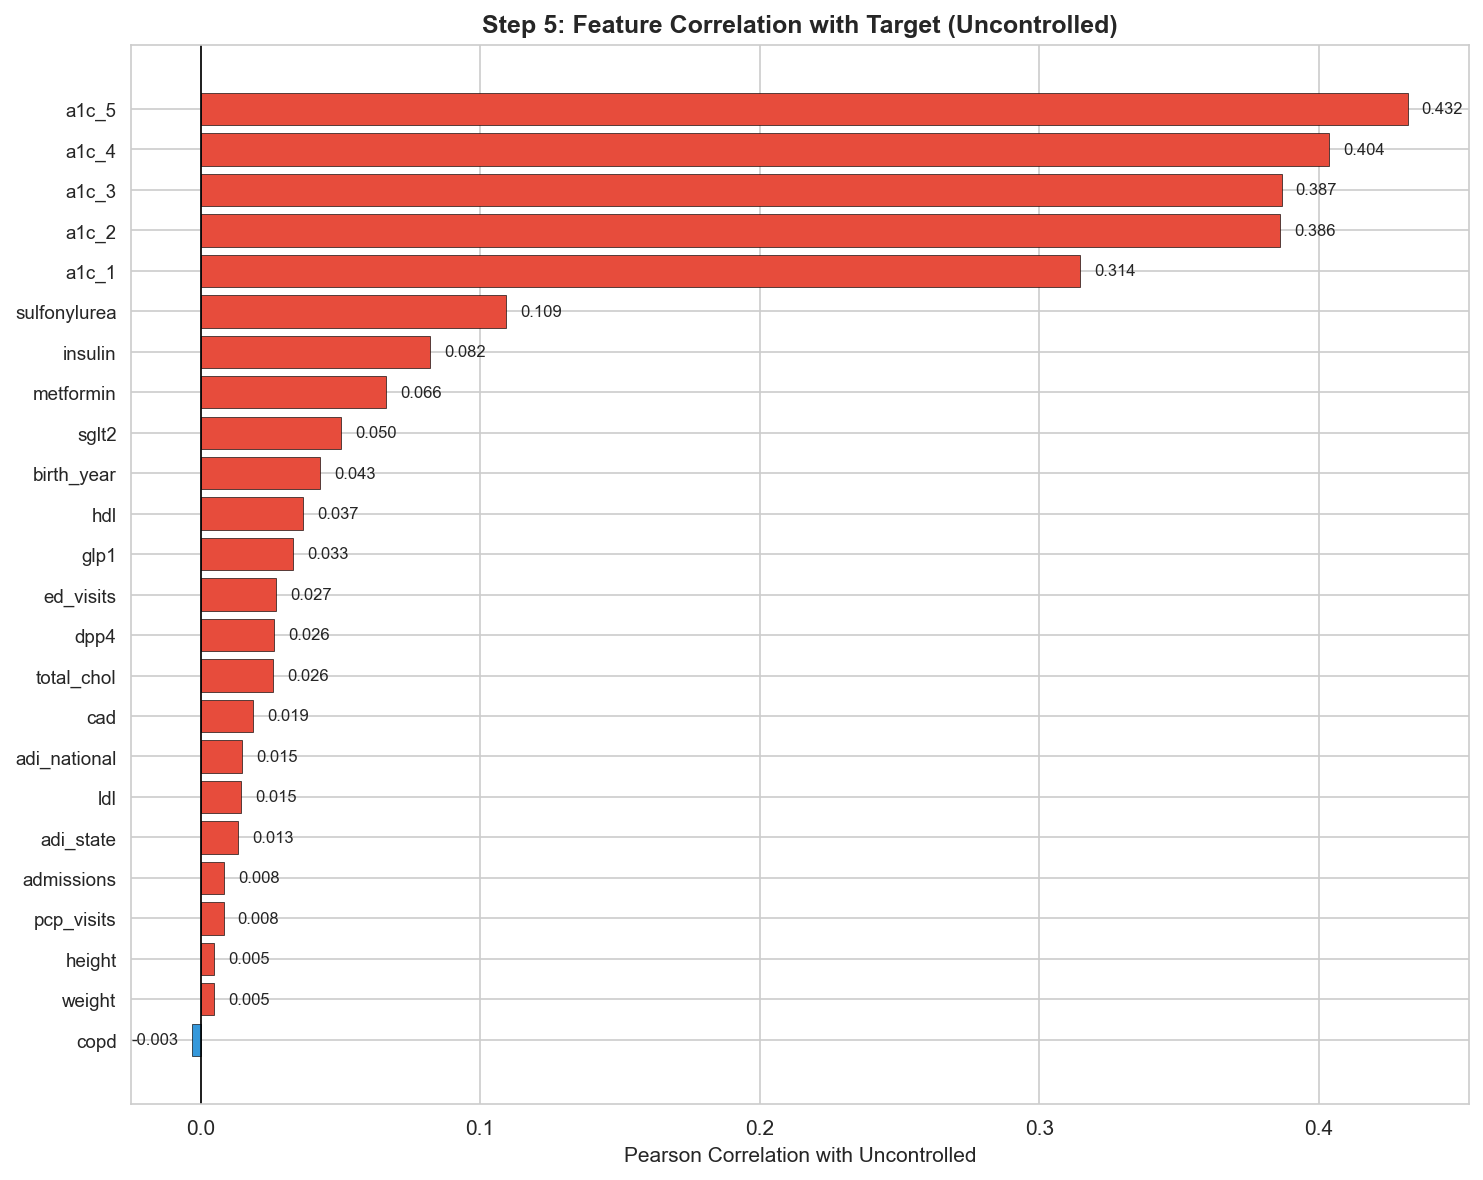 Step 5: Feature Correlation with Target (Uncontrolled)
a1c_5 0.432
a1c_4 0.404
a1c_3 0.387
a1c_2 0.386
a1c_1 0.314
sulfonylurea 0.109
insulin 0.082
metformin 0.066
sglt2 0.050
birth_year 0.043
hdl 0.037
glp1 0.033
ed_visits 0.027
dpp4 0.026
total_chol 0.026
cad 0.019
adi_national 0.015
ldl 0.015
adi_state 0.013
admissions 0.008
pcp_visits 0.008
height 0.005
weight 0.005
copd -0.003
0.0 0.1 0.2 0.3 0.4
Pearson Correlation with Uncontrolled